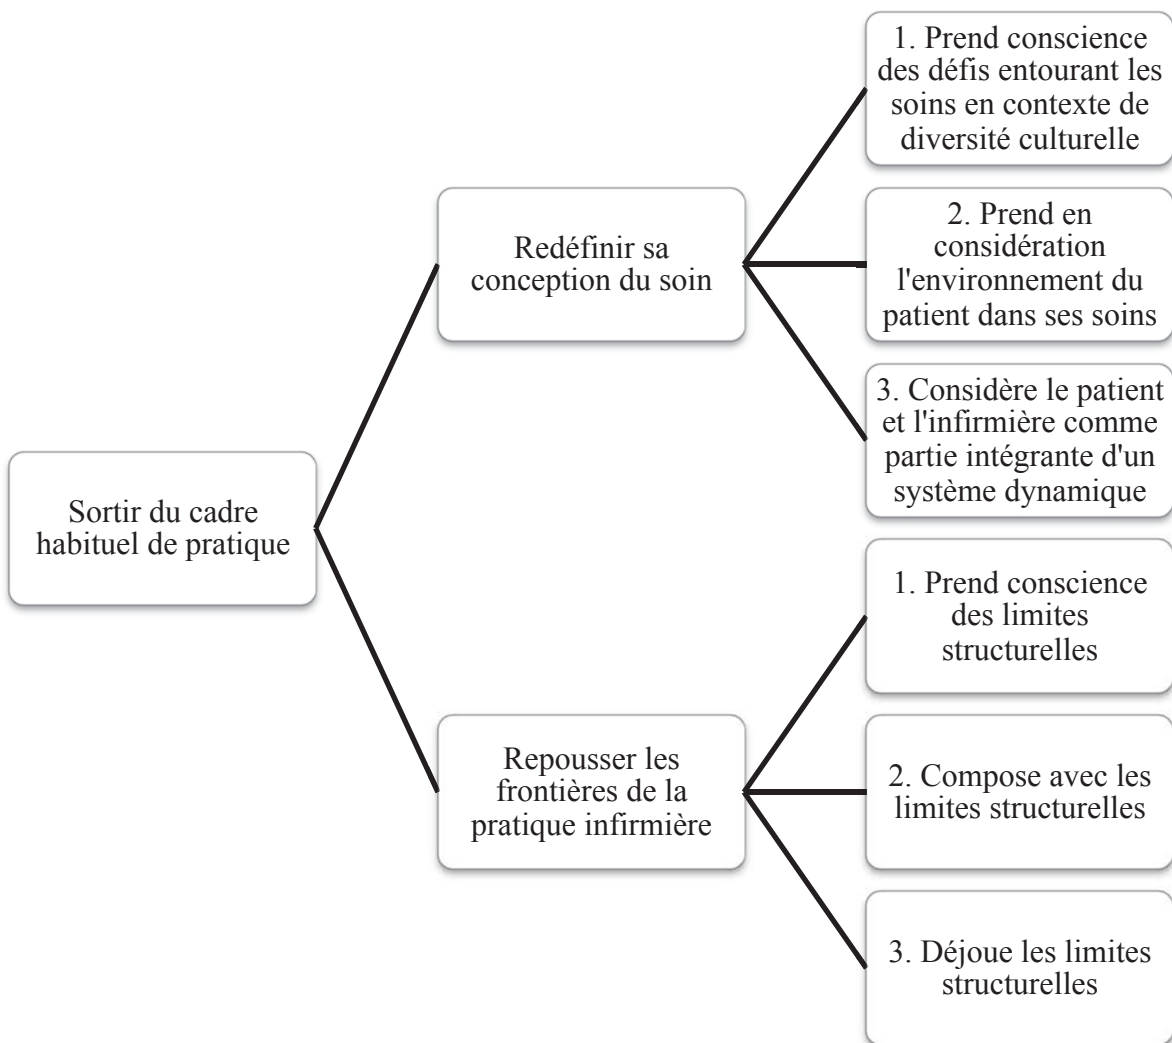 Sortir du cadre
habituel de pratique
Redéfinir sa
conception du soin
1. Prend conscience
des défis entourant les
soins en contexte de
diversité culturelle
2. Prend en
considération
l'environnement du
patient dans ses soins
3. Considère le patient
et l'infirmière comme
partie intégrante d'un
système dynamique
Repousser les
frontières de la
pratique infirmière
1. Prend conscience
des limites
structurelles
2. Compose avec les
limites structurelles
3. Déjoue les limites
structurelles